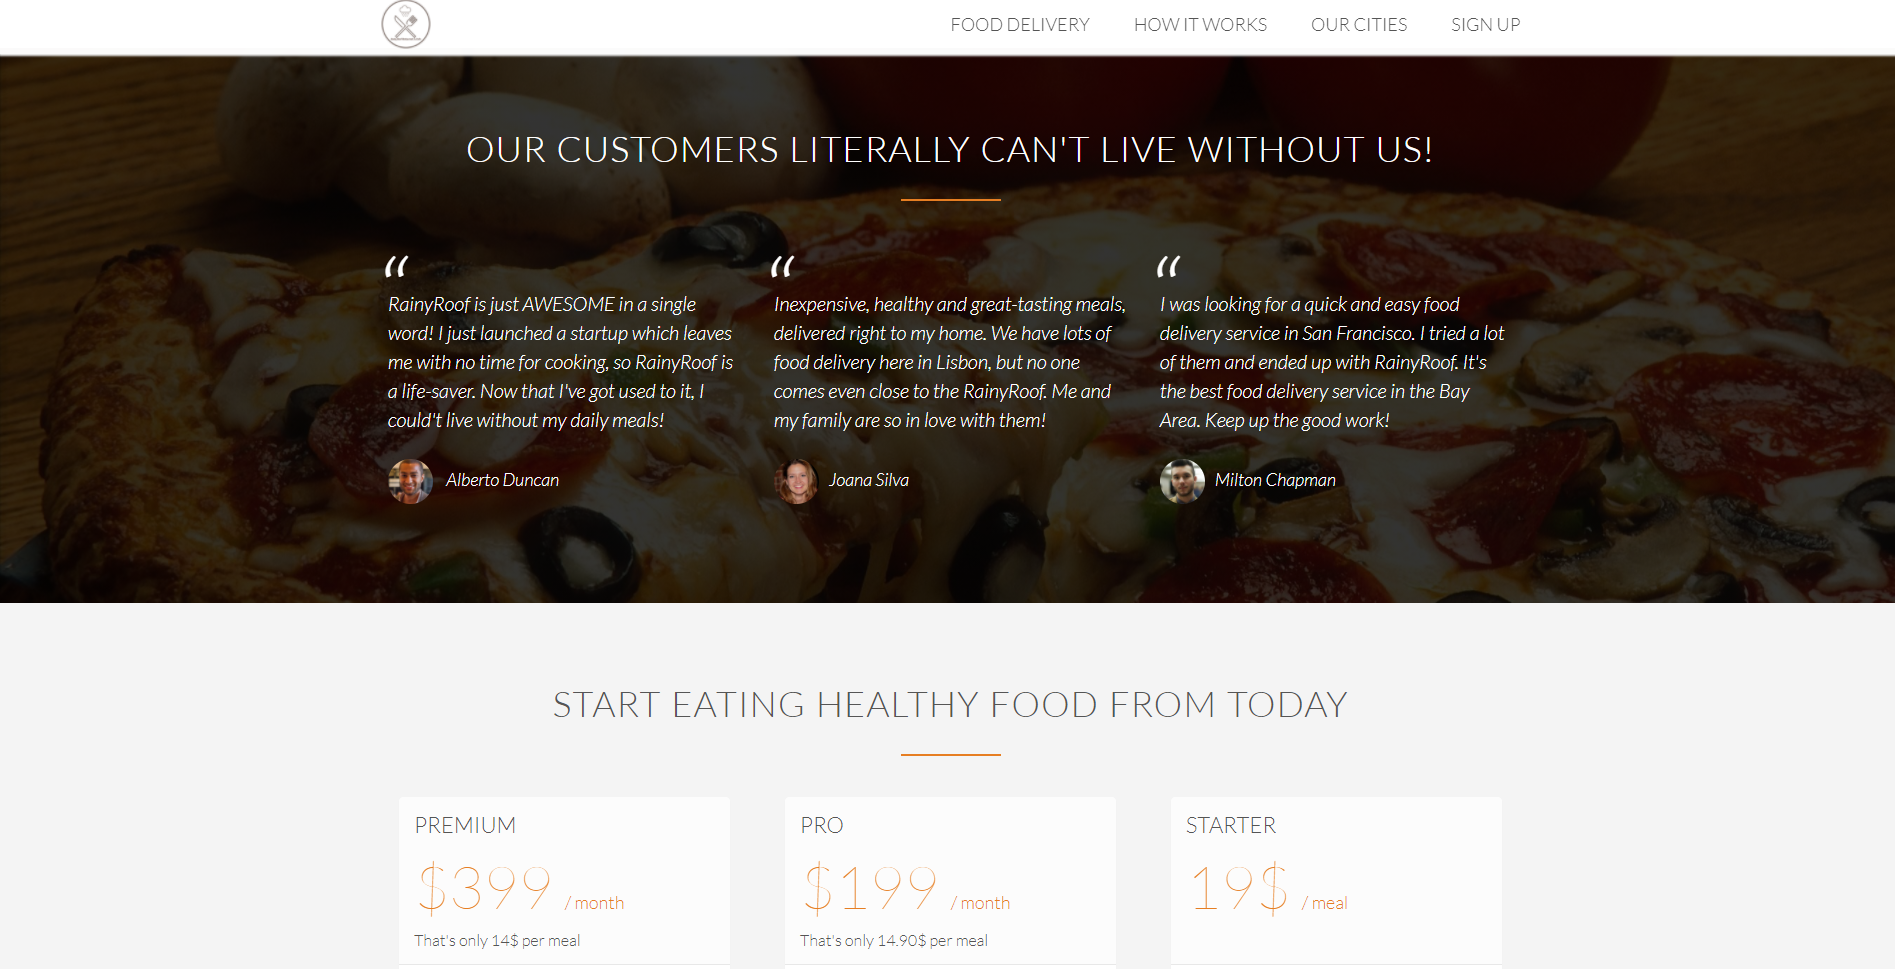 FOOD DELIVERY HOW IT WORKS OUR CITIES SIGN UP
OUR CUSTOMERS LITERALLY CAN'T LIVE WITHOUT US!
“
RainyRoof is just AWESOME in a single
word! I just launched a startup which leaves
me with no time for cooking, so RainyRoof is
a life-saver. Now that I've got used to it, I
could't live without my daily meals!
Alberto Duncan
“
Inexpensive, healthy and great-tasting meals,
delivered right to my home. We have lots of
food delivery here in Lisbon, but no one
comes even close to the RainyRoof. Me and
my family are so in love with them!
Joana Silva
“
I was looking for a quick and easy food
delivery service in San Francisco. I tried a lot
of them and ended up with RainyRoof. It's
the best food delivery service in the Bay
Area. Keep up the good work!
Milton Chapman
START EATING HEALTHY FOOD FROM TODAY
PREMIUM
$399 / month
That's only 14$ per meal
PRO
$199 / month
That's only 14.90$ per meal
STARTER
19$ / meal